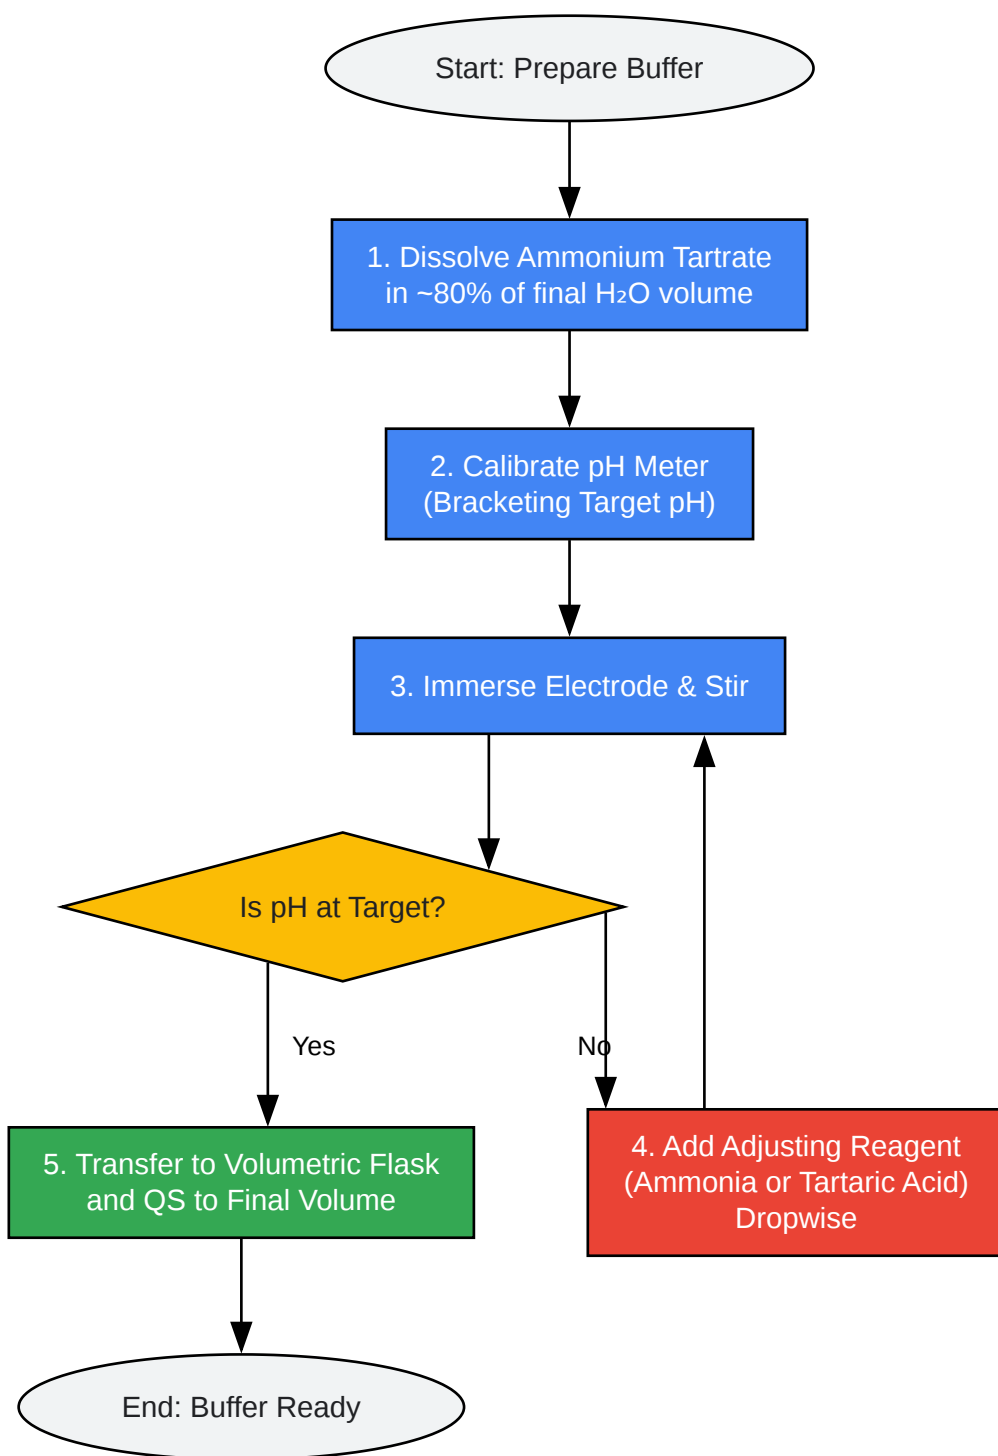 Start: Prepare Buffer
1. Dissolve Ammonium Tartrate
in ~80% of final H₂O volume
2. Calibrate pH Meter
(Bracketing Target pH)
3. Immerse Electrode & Stir
Is pH at Target?
Yes
No
4. Add Adjusting Reagent
(Ammonia or Tartaric Acid)
Dropwise
5. Transfer to Volumetric Flask
and QS to Final Volume
End: Buffer Ready